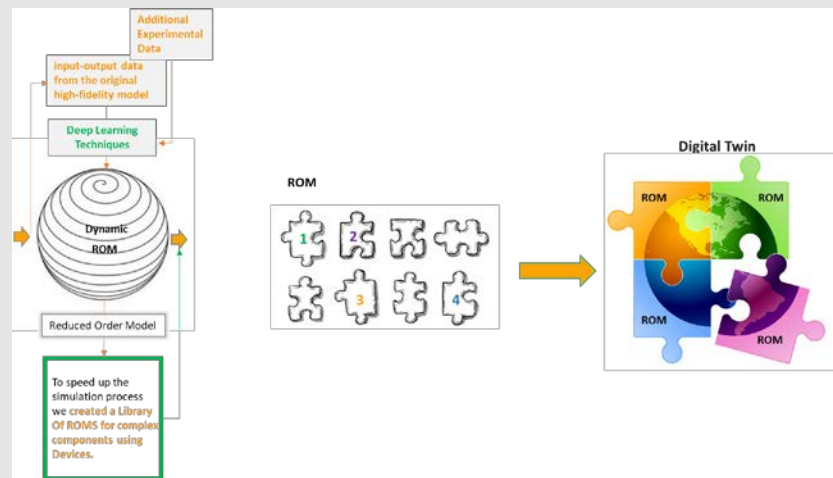 Additional
Experimental
Data
input-output data
from the original
high-fidelity model
Deep Learning
Techniques
Dynamic
ROM
Reduced Order Model
To speed up the
simulation process
we created a Library
Of ROMS for complex
components using
Devices.
ROM
1
2
3
4
Digital Twin
ROM
ROM
ROM
ROM